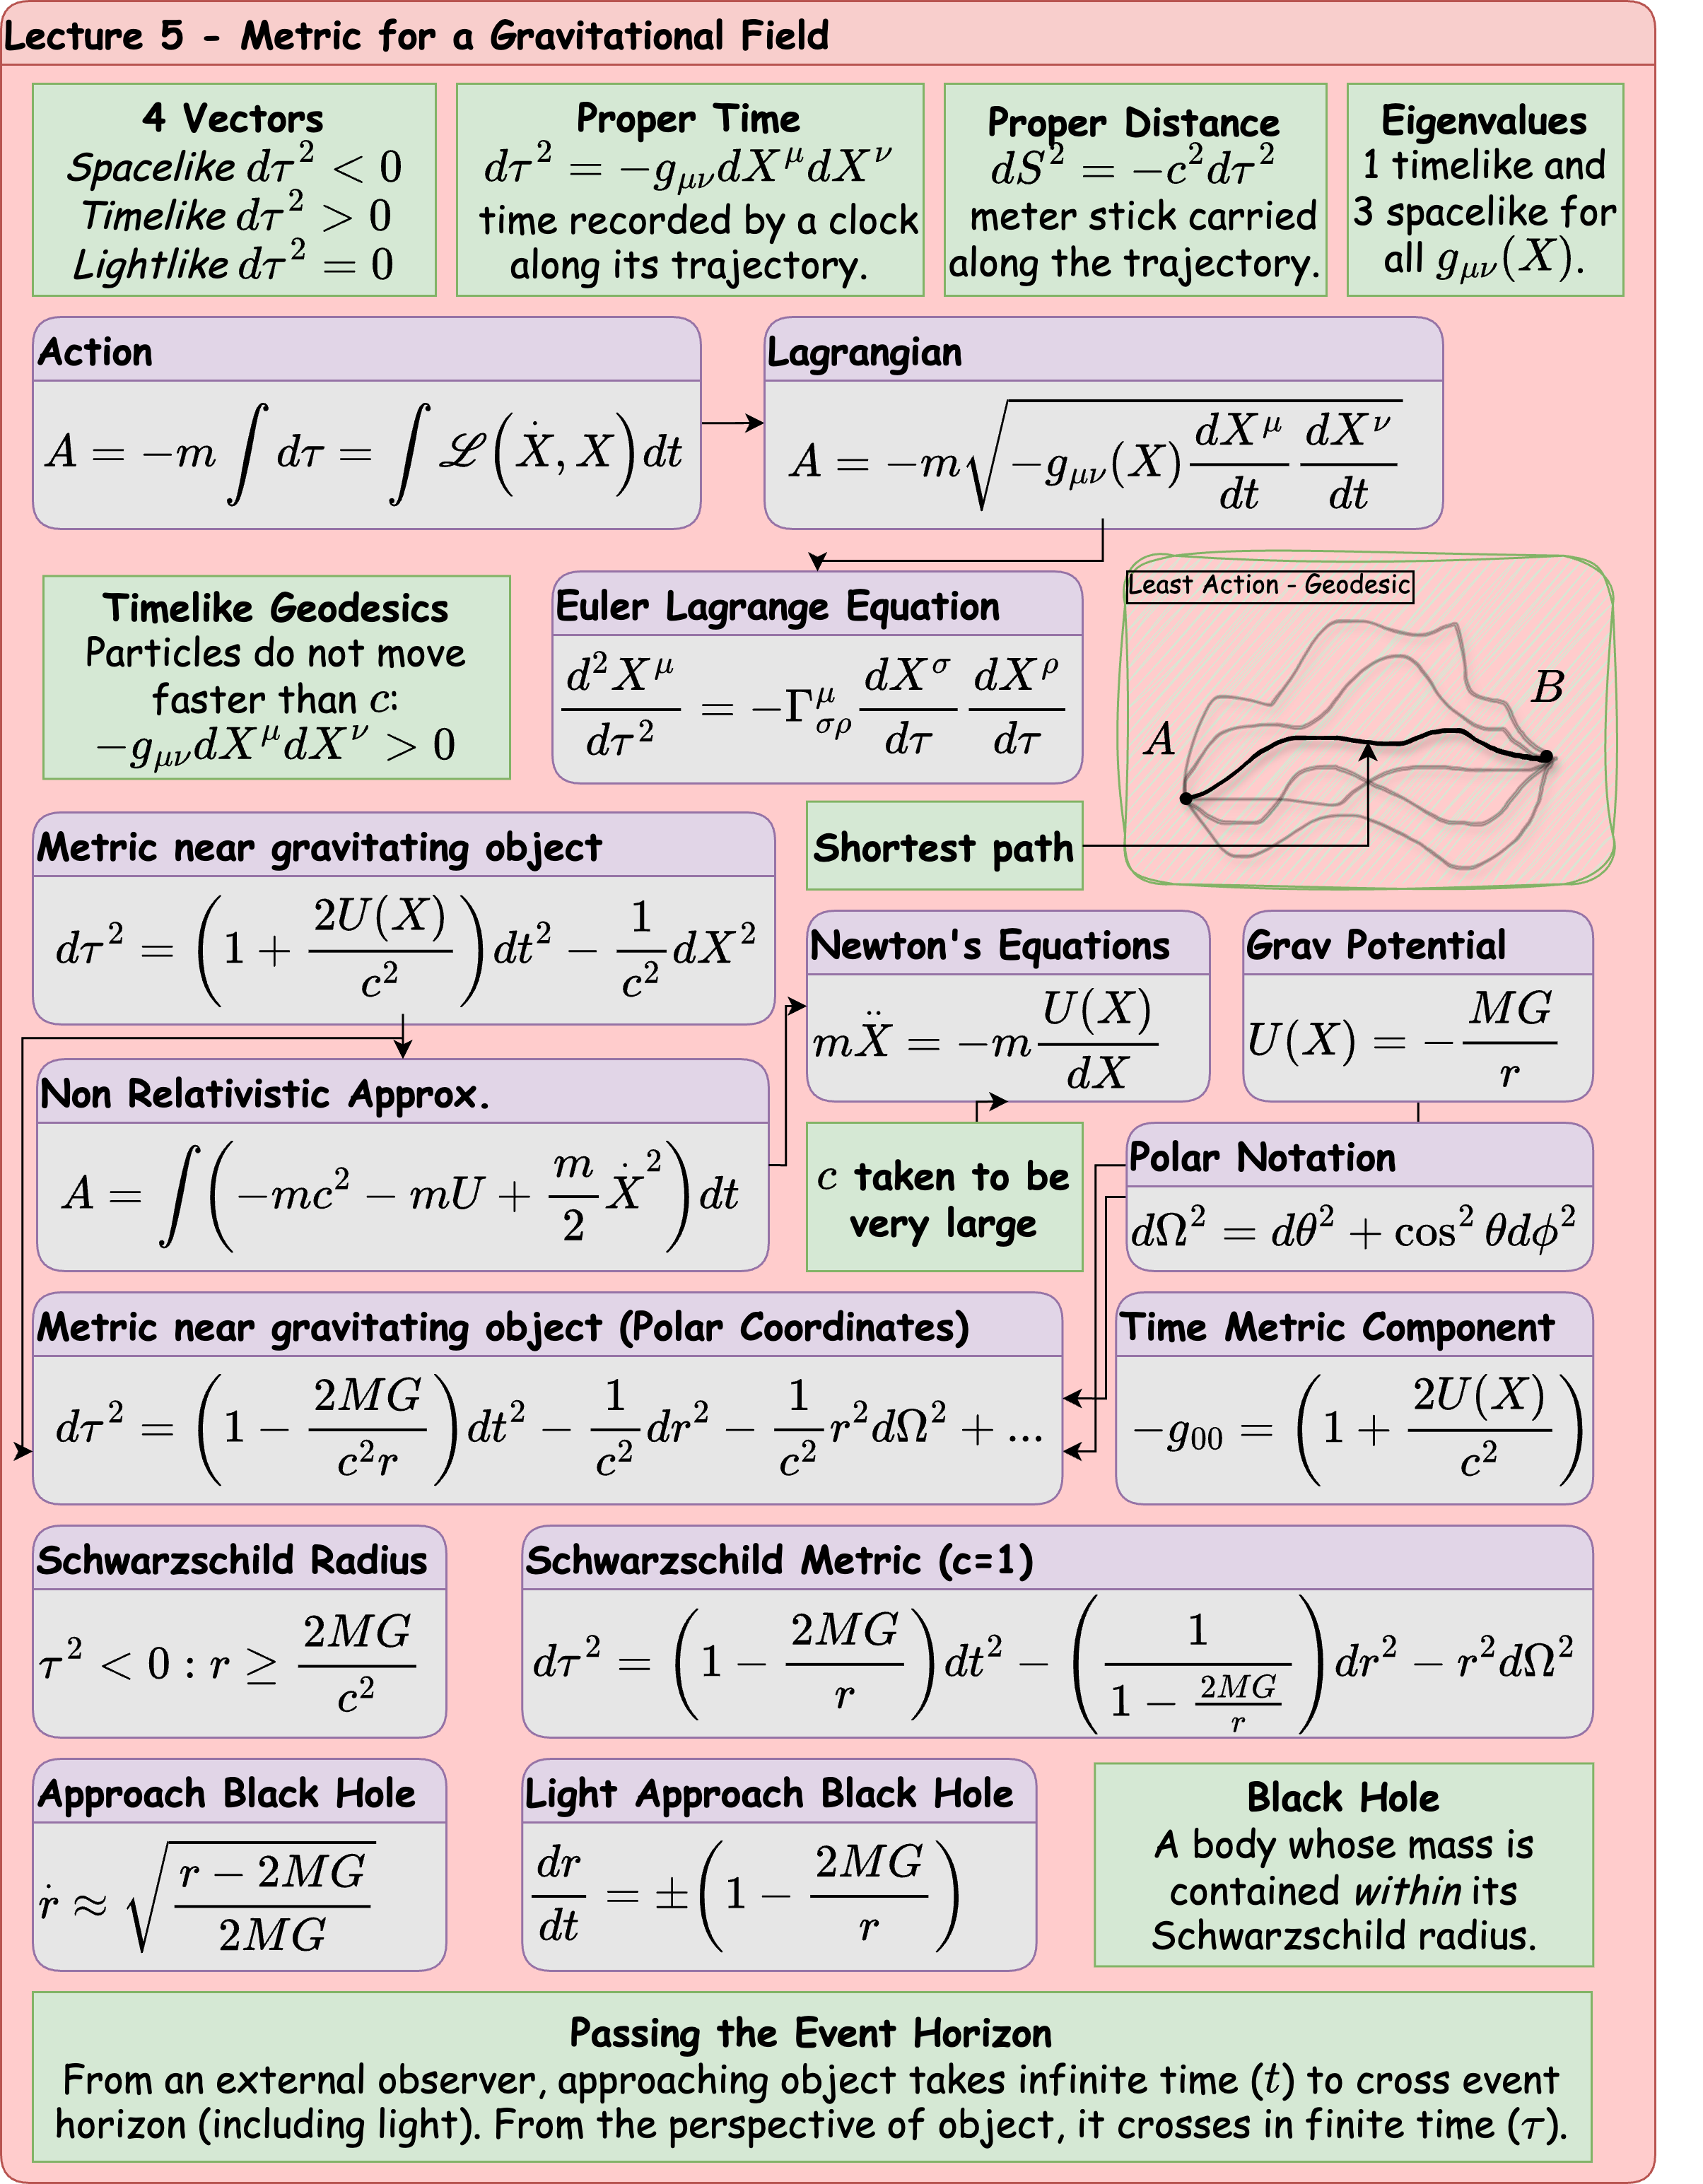 Lecture 5 - Metric for a Gravitational Field
4 Vectors
Spacelike $d\tau^2 < 0$
Timelike $d\tau^2 > 0$
Lightlike $d\tau^2 = 0$
Proper Time
$d\tau^2 = -g_{\mu\nu}dX^\mu dX^\nu$
time recorded by a clock
along its trajectory.
Proper Distance
$dS^2 = -c^2 d\tau^2$
meter stick carried
along the trajectory.
Eigenvalues
1 timelike and
3 spacelike for
all $g_{\mu\nu}(X)$.
Action
$A = -m\int d\tau = \int \mathscr{L}\left(\dot{X}, X\right)dt$
Lagrangian
$A = -m\sqrt{-g_{\mu\nu}(X)\frac{dX^\mu}{dt}\frac{dX^\nu}{dt}}$
Timelike Geodesics
Particles do not move
faster than $c$:
$-g_{\mu\nu}dX^\mu dX^\nu > 0$
Euler Lagrange Equation
$\frac{d^2X^\mu}{d\tau^2} = -\Gamma^\mu_{\sigma\rho}\frac{dX^\sigma}{d\tau}\frac{dX^\rho}{d\tau}$
Least Action - Geodesic
A
B
Shortest path
Metric near gravitating object
$d\tau^2 = \left(1 + \frac{2U(X)}{c^2}\right)dt^2 - \frac{1}{c^2}dX^2$
Newton's Equations
$m\ddot{X} = -m\frac{U(X)}{dX}$
Grav Potential
$U(X) = -\frac{MG}{r}$
Non Relativistic Approx.
$A = \int\left(-mc^2 - mU + \frac{m}{2}\dot{X}^2\right)dt$
$c$ taken to be
very large
Polar Notation
$d\Omega^2 = d\theta^2 + \cos^2\theta d\phi^2$
Metric near gravitating object (Polar Coordinates)
$d\tau^2 = \left(1 - \frac{2MG}{c^2r}\right)dt^2 - \frac{1}{c^2}dr^2 - \frac{1}{c^2}r^2d\Omega^2 + ...$
Time Metric Component
$-g_{00} = \left(1 + \frac{2U(X)}{c^2}\right)$
Schwarzschild Radius
$\tau^2 < 0 : r \geq \frac{2MG}{c^2}$
Schwarzschild Metric (c=1)
$d\tau^2 = \left(1 - \frac{2MG}{r}\right)dt^2 - \left(\frac{1}{1 - \frac{2MG}{r}}\right)dr^2 - r^2d\Omega^2$
Approach Black Hole
$\dot{r} \approx \sqrt{\frac{r - 2MG}{2MG}}$
Light Approach Black Hole
$\frac{dr}{dt} = \pm\left(1 - \frac{2MG}{r}\right)$
Black Hole
A body whose mass is
contained within its
Schwarzschild radius.
Passing the Event Horizon
From an external observer, approaching object takes infinite time ($t$) to cross event
horizon (including light). From the perspective of object, it crosses in finite time ($\tau$).